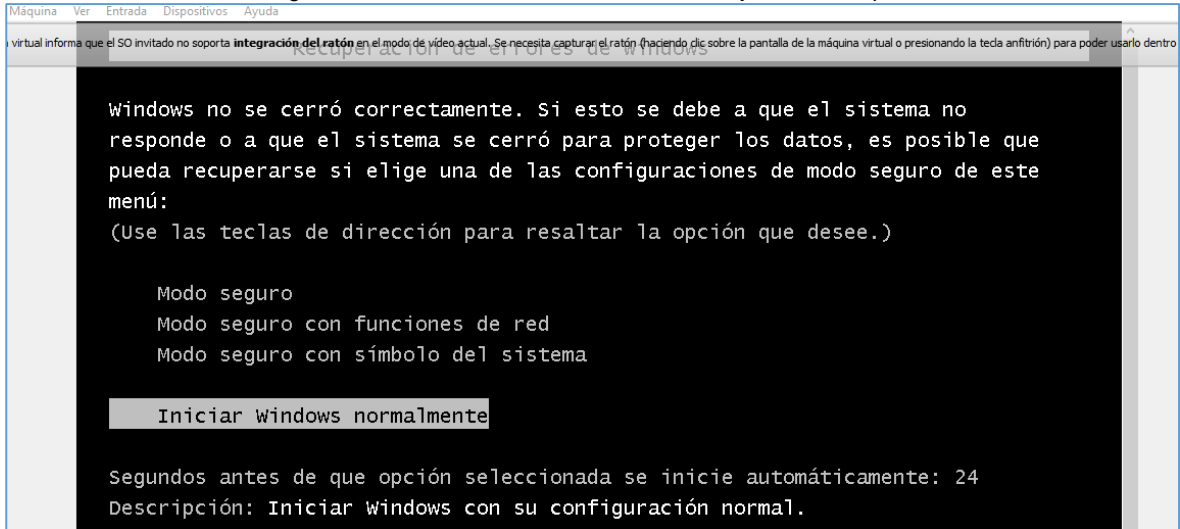 Máquina Ver Entrada Dispositivos Ayuda
virtual informa que el SO invitado no soporta integración del ratón en el modo de vídeo actual. Se necesita capturar el ratón (haciendo clic sobre la pantalla de la máquina virtual o presionando la tecla anfitrión) para poder usarlo dentro
Recuperación de errores de Windows
Windows no se cerró correctamente. Si esto se debe a que el sistema no
responde o a que el sistema se cerró para proteger los datos, es posible que
pueda recuperarse si elige una de las configuraciones de modo seguro de este
menú:
(Use las teclas de dirección para resaltar la opción que desee.)
Modo seguro
Modo seguro con funciones de red
Modo seguro con símbolo del sistema
Iniciar Windows normalmente
Segundos antes de que opción seleccionada se inicie automáticamente: 24
Descripción: Iniciar Windows con su configuración normal.